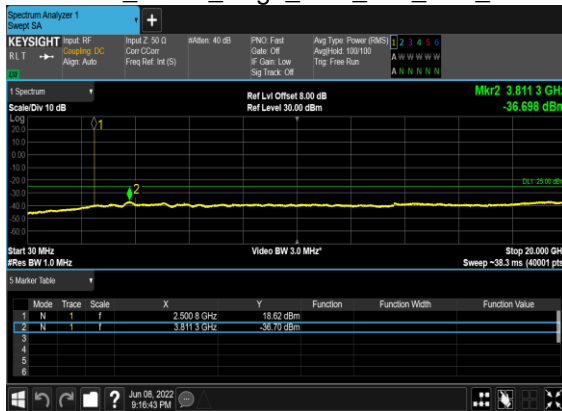 Spectrum Analyzer 1
Swept SA
+
KEYSIGHT Input: RF Input Z: 50 Ω #Atten: 40 dB PNO: Fast Avg Type: Power (RMS) 1 2 3 4 5 6
RLT Coupling: DC Corr CCorr Gate: Off Avg|Hold: 100/100 A W W W W W
Align: Auto Freq Ref: Int (S) IF Gain: Low Trig: Free Run
Sig Track: Off A N N N N N
1 Spectrum Ref Lvl Offset 8.00 dB Mkr2 3.811 3 GHz
Scale/Div 10 dB Ref Level 30.00 dBm -36.698 dBm
Log
20.0
10.0
0.00
-10.0
-20.0
-30.0
-40.0
-50.0
-60.0
1
2
DL1 -25.00 dBm
Start 30 MHz Video BW 3.0 MHz* Stop 20.000 GH
#Res BW 1.0 MHz Sweep ~38.3 ms (40001 pts
5 Marker Table
Mode Trace Scale X Y Function Function Width Function Value
1 N 1 f 2.500 8 GHz 18.62 dBm
2 N 1 f 3.811 3 GHz -36.70 dBm
3
4
5
6
? Jun 08, 2022
9:16:43 PM